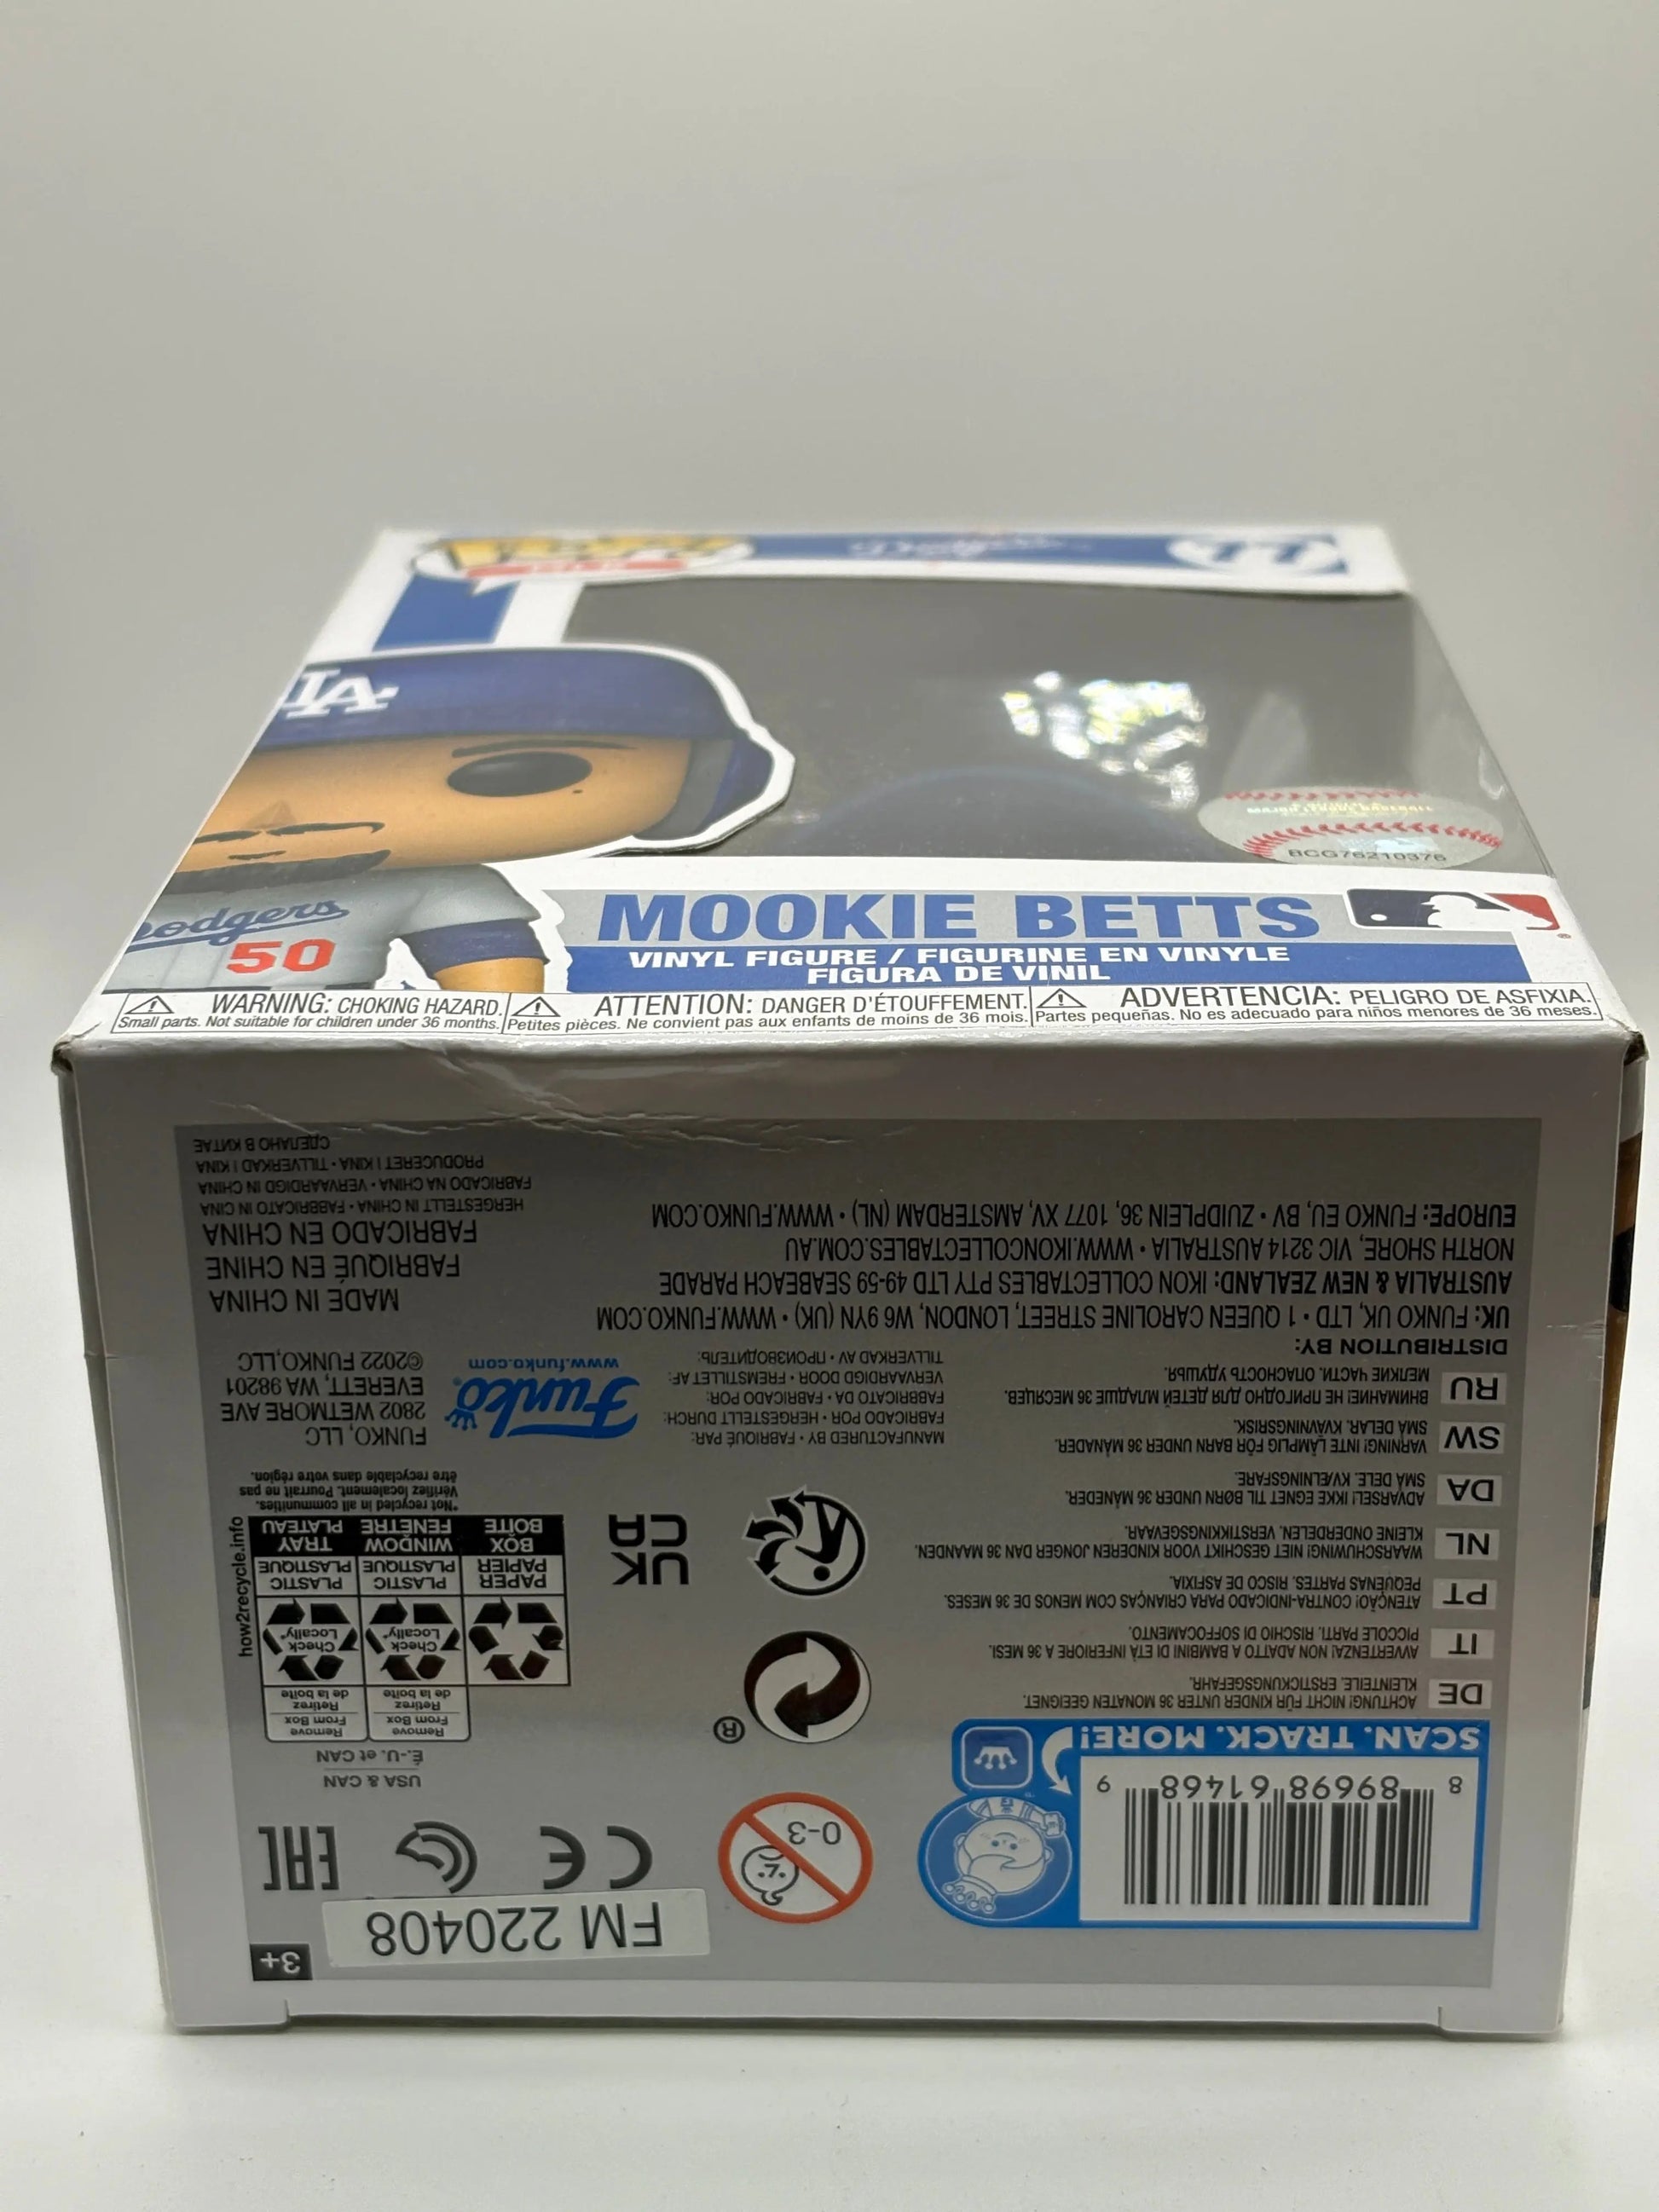 POP!
MLB
Dodgers
77
LA
MAJOR LEAGUE BASEBALL
BCG76210376
Dodgers
50
MOOKIE BETTS
VINYL FIGURE / FIGURINE EN VINYLE
FIGURA DE VINIL
WARNING: CHOKING HAZARD.
Small parts. Not suitable for children under 36 months.
ATTENTION: DANGER D'ÉTOUFFEMENT.
Petites pièces. Ne convient pas aux enfants de moins de 36 mois.
ADVERTENCIA: PELIGRO DE ASFIXIA.
Partes pequeñas. No es adecuado para niños menores de 36 meses.
3+
FM 220408
CE
EAC
0-3
8 89698 61468 9
SCAN. TRACK. MORE!
USA & CAN
É.-U. et CAN
Remove
From Box
Retirez
de la boîte
Remove
From Box
Retirez
de la boîte
Check
Locally*
Check
Locally*
PAPER
PAPIER
BOX
BOÎTE
PLASTIC
PLASTIQUE
WINDOW
FENÊTRE
PLASTIC
PLASTIQUE
TRAY
PLATEAU
how2recycle.info
*Not recycled in all communities.
Vérifiez localement. Pourrait ne pas
être recyclable dans votre région.
®
UK
CA
DE
ACHTUNG! NICHT FÜR KINDER UNTER 36 MONATEN GEEIGNET.
KLEINTEILE. ERSTICKUNGSGEFAHR.
IT
AVVERTENZA! NON ADATTO A BAMBINI DI ETÀ INFERIORE A 36 MESI.
PICCOLE PARTI. RISCHIO DI SOFFOCAMENTO.
PT
ATENÇÃO! CONTRA-INDICADO PARA CRIANÇAS COM MENOS DE 36 MESES.
PEQUENAS PARTES. RISCO DE ASFIXIA.
NL
WAARSCHUWING! NIET GESCHIKT VOOR KINDEREN JONGER DAN 36 MAANDEN.
KLEINE ONDERDELEN. VERSTIKKINGSGEVAAR.
DA
ADVARSEL! IKKE EGNET TIL BØRN UNDER 36 MÅNEDER.
SMÅ DELE. KVÆLNINGSFARE.
SW
VARNING! INTE LÄMPLIG FÖR BARN UNDER 36 MÅNADER.
SMÅ DELAR. KVÄVNINGSRISK.
RU
ВНИМАНИЕ! НЕ ПРИГОДНО ДЛЯ ДЕТЕЙ МЛАДШЕ 36 МЕСЯЦЕВ.
МЕЛКИЕ ЧАСТИ. ОПАСНОСТЬ УДУШЬЯ.
MANUFACTURED BY • FABRIQUÉ PAR:
FABRICADO POR • HERGESTELLT DURCH:
FABBRICATO DA • FABRICADO POR:
VERVAARDIGD DOOR • FREMSTILLET AF:
TILLVERKAD AV • ПРОИЗВОДИТЕЛЬ:
Funko
www.funko.com
FUNKO, LLC
2802 WETMORE AVE
EVERETT, WA 98201
©2022 FUNKO,LLC
DISTRIBUTION BY:
UK: FUNKO UK, LTD • 1 QUEEN CAROLINE STREET, LONDON, W6 9YN (UK) • WWW.FUNKO.COM
AUSTRALIA & NEW ZEALAND: IKON COLLECTABLES PTY LTD 49-59 SEABEACH PARADE
NORTH SHORE, VIC 3214 AUSTRALIA • WWW.IKONCOLLECTABLES.COM.AU
EUROPE: FUNKO EU, BV • ZUIDPLEIN 36, 1077 XV, AMSTERDAM (NL) • WWW.FUNKO.COM
MADE IN CHINA
FABRIQUÉ EN CHINE
FABRICADO EN CHINA
HERGESTELLT IN CHINA • FABBRICATO IN CINA
FABRICADO NA CHINA • VERVAARDIGD IN CHINA
PRODUCERET I KINA • TILLVERKAD I KINA
СДЕЛАНО В КИТАЕ